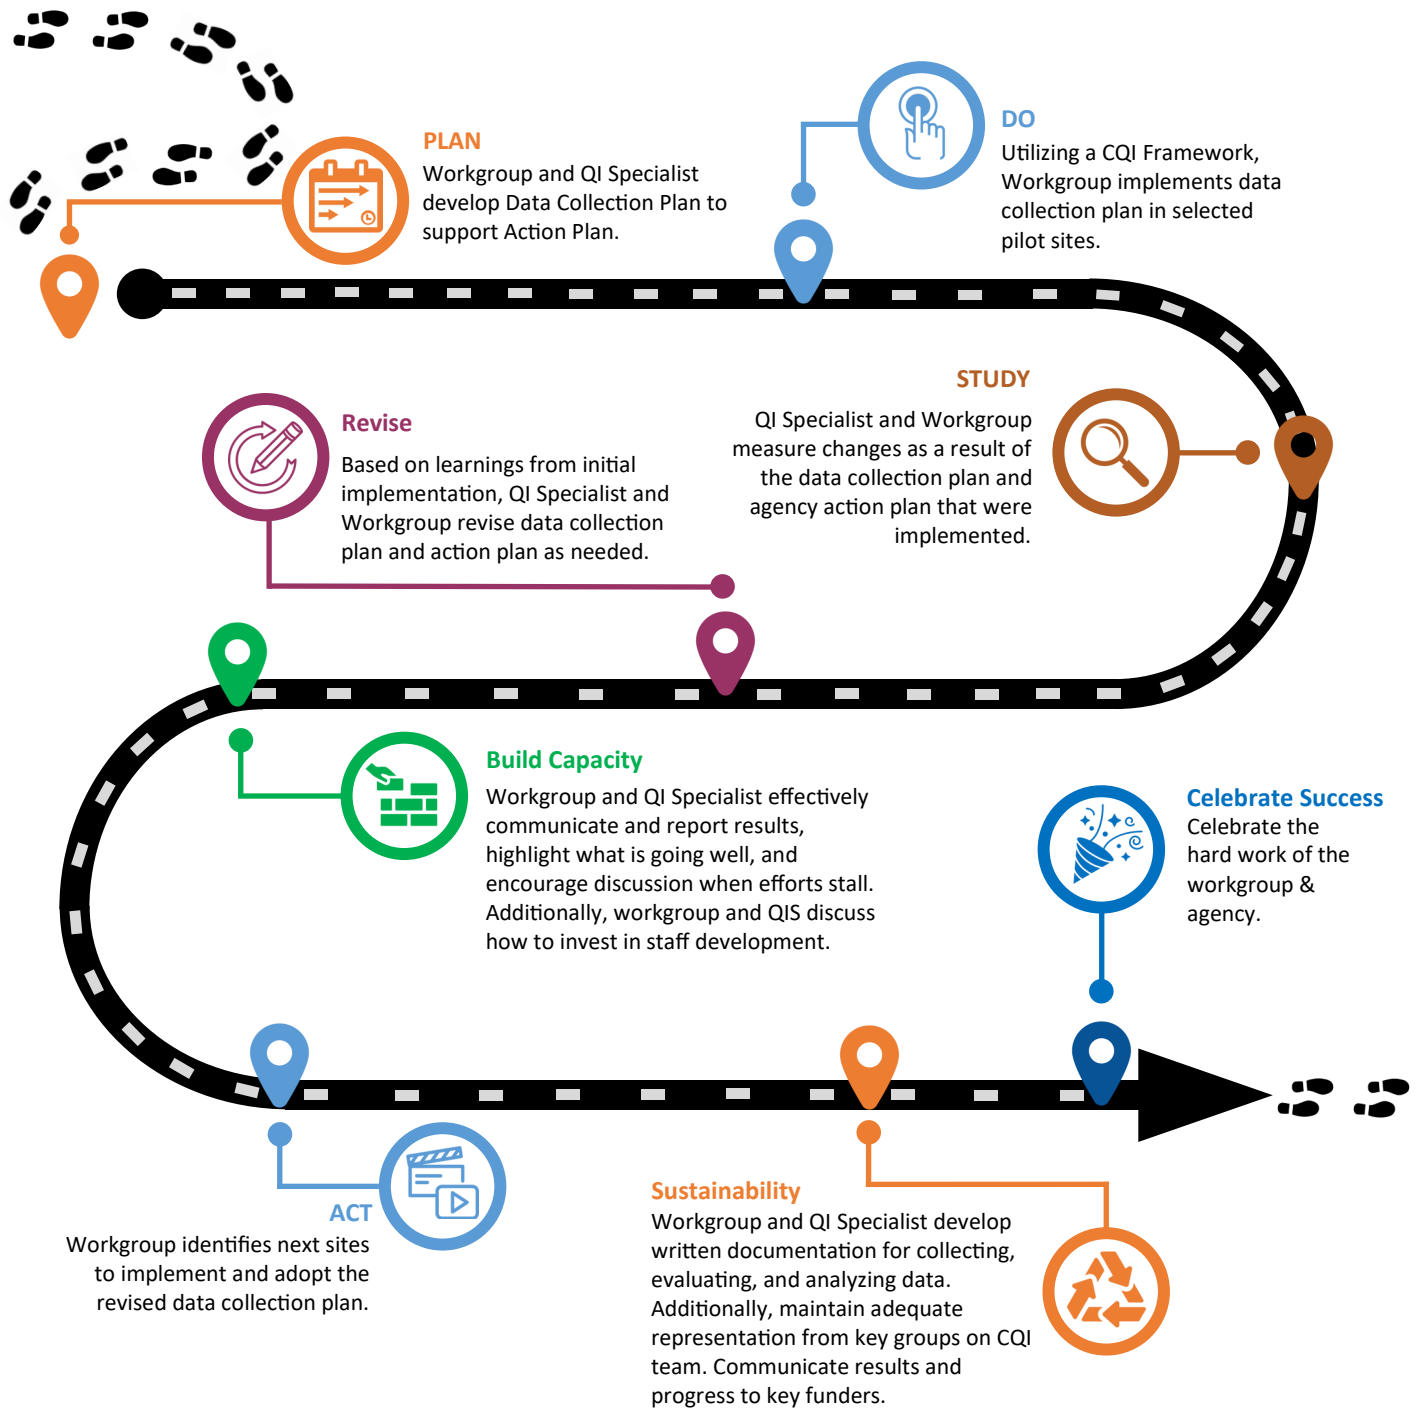 PLAN
Workgroup and QI Specialist
develop Data Collection Plan to
support Action Plan.
DO
Utilizing a CQI Framework,
Workgroup implements data
collection plan in selected
pilot sites.
STUDY
QI Specialist and Workgroup
measure changes as a result of
the data collection plan and
agency action plan that were
implemented.
Revise
Based on learnings from initial
implementation, QI Specialist and
Workgroup revise data collection
plan and action plan as needed.
Build Capacity
Workgroup and QI Specialist effectively
communicate and report results,
highlight what is going well, and
encourage discussion when efforts stall.
Additionally, workgroup and QIS discuss
how to invest in staff development.
Celebrate Success
Celebrate the
hard work of the
workgroup &
agency.
ACT
Workgroup identifies next sites
to implement and adopt the
revised data collection plan.
Sustainability
Workgroup and QI Specialist develop
written documentation for collecting,
evaluating, and analyzing data.
Additionally, maintain adequate
representation from key groups on CQI
team. Communicate results and
progress to key funders.